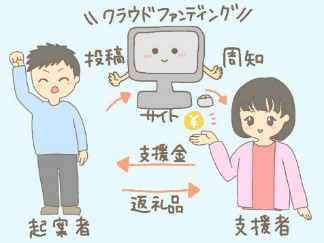 クラウドファンディング
投稿
周知
サイト
¥
支援金
返礼品
起案者
支援者